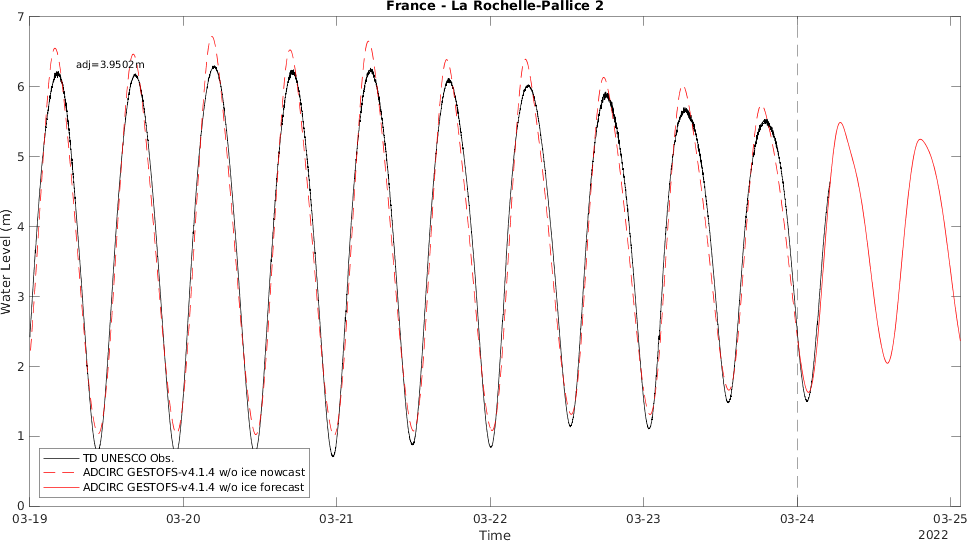 France - La Rochelle-Pallice 2
7
adj=3.9502m
6
5
4
3
2
1
0
Water Level (m)
TD UNESCO Obs.
ADCIRC GESTOFS-v4.1.4 w/o ice nowcast
ADCIRC GESTOFS-v4.1.4 w/o ice forecast
03-19 03-20 03-21 03-22 03-23 03-24 03-25
Time
2022